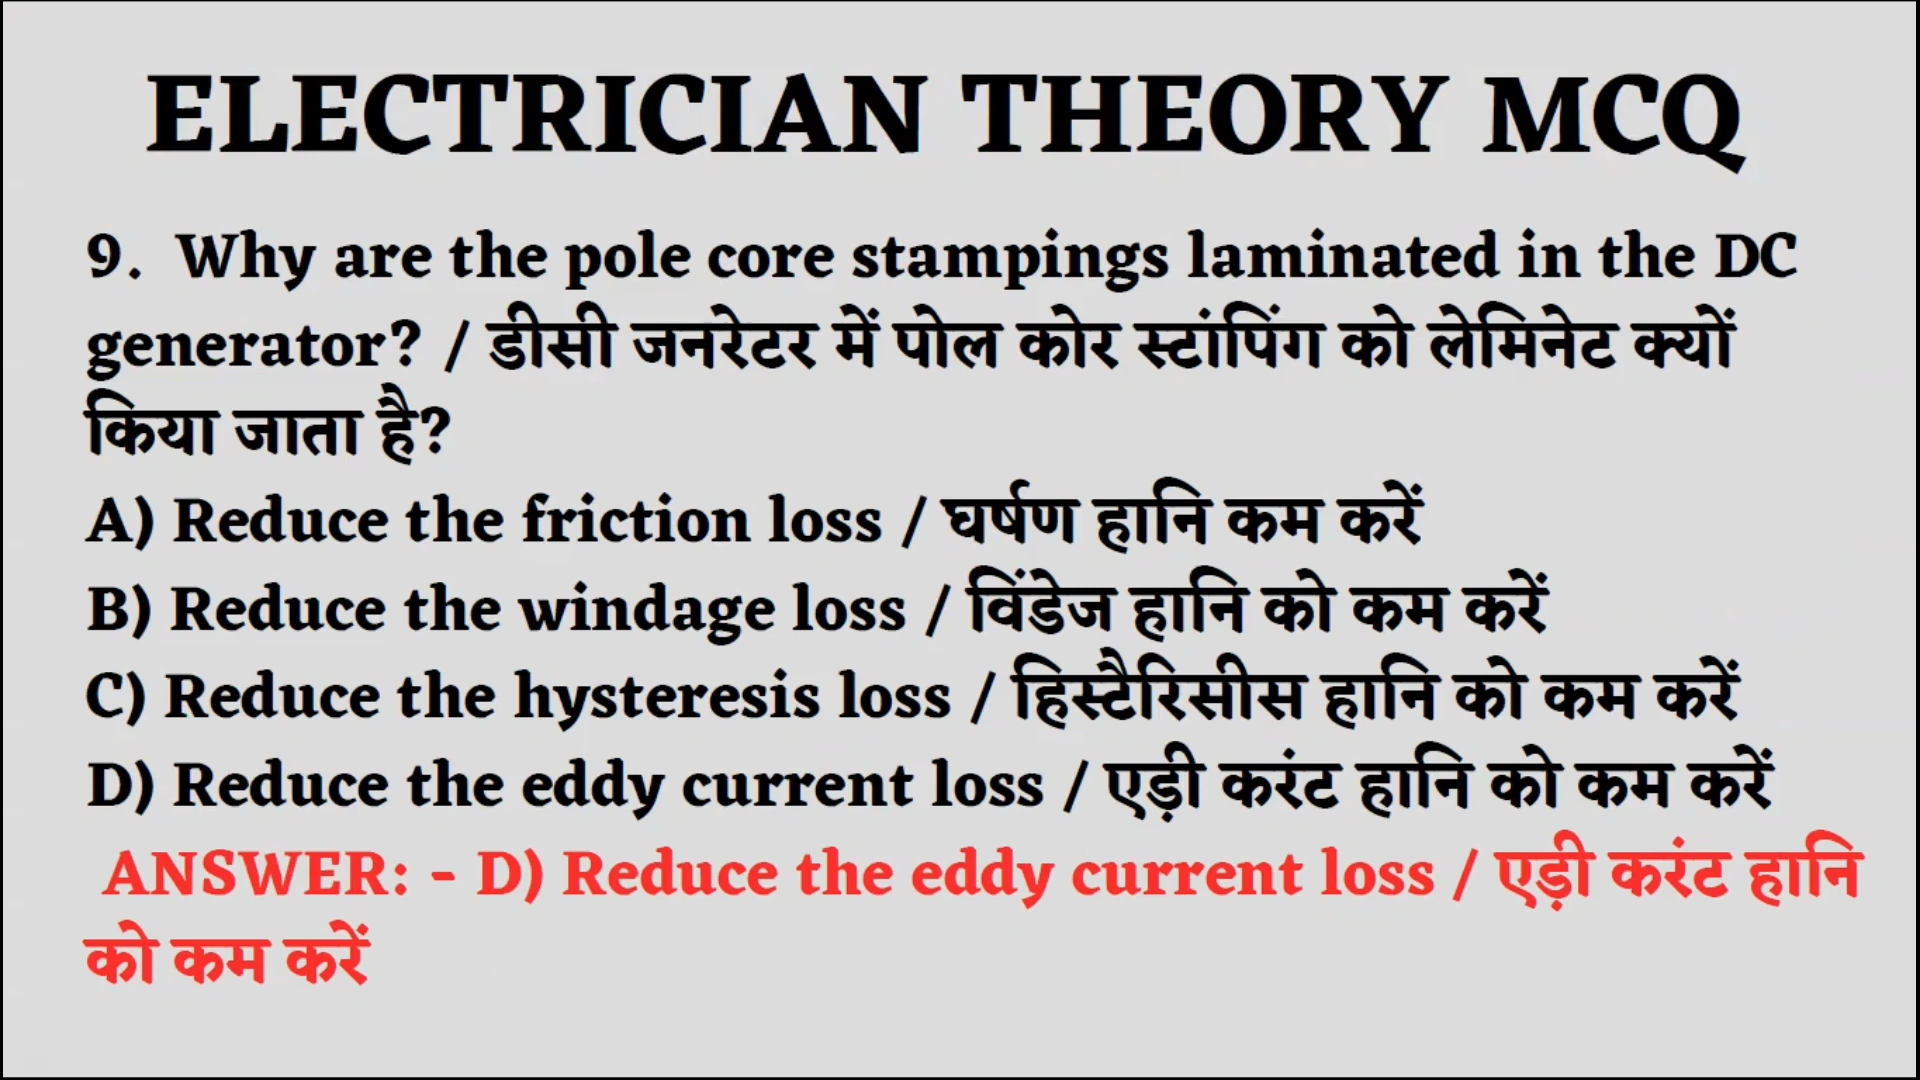 ELECTRICIAN THEORY MCQ
9. Why are the pole core stampings laminated in the DC
generator? / डीसी जनरेटर में पोल कोर स्टांपिंग को लेमिनेट क्यों
किया जाता है?
A) Reduce the friction loss / घर्षण हानि कम करें
B) Reduce the windage loss / विंडेज हानि को कम करें
C) Reduce the hysteresis loss / हिस्टैरिसीस हानि को कम करें
D) Reduce the eddy current loss / एड़ी करंट हानि को कम करें
ANSWER: - D) Reduce the eddy current loss / एड़ी करंट हानि
को कम करें